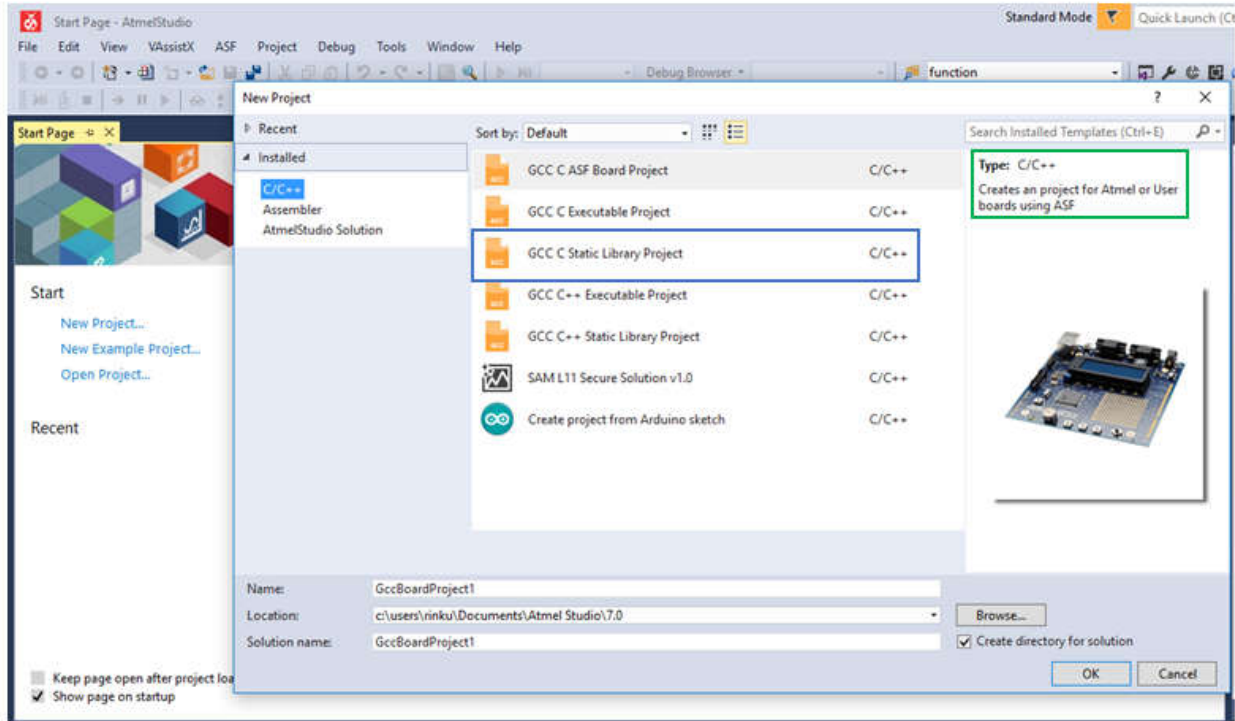 Start Page - AtmelStudio
Standard Mode
Quick Launch (Ct
File Edit View VAssistX ASF Project Debug Tools Window Help
Debug Browser
function
New Project
? X
Start Page
Recent
Installed
C/C++
Assembler
AtmelStudio Solution
Sort by: Default
Search Installed Templates (Ctrl+E)
GCC C ASF Board Project C/C++
GCC C Executable Project C/C++
GCC C Static Library Project C/C++
GCC C++ Executable Project C/C++
GCC C++ Static Library Project C/C++
SAM L11 Secure Solution v1.0 C/C++
Create project from Arduino sketch C/C++
Type: C/C++
Creates an project for Atmel or User
boards using ASF
Start
New Project...
New Example Project...
Open Project...
Recent
Name: GccBoardProject1
Location: c:\users\rinku\Documents\Atmel Studio\7.0
Browse...
Solution name: GccBoardProject1
Create directory for solution
OK Cancel
Keep page open after project loa
Show page on startup